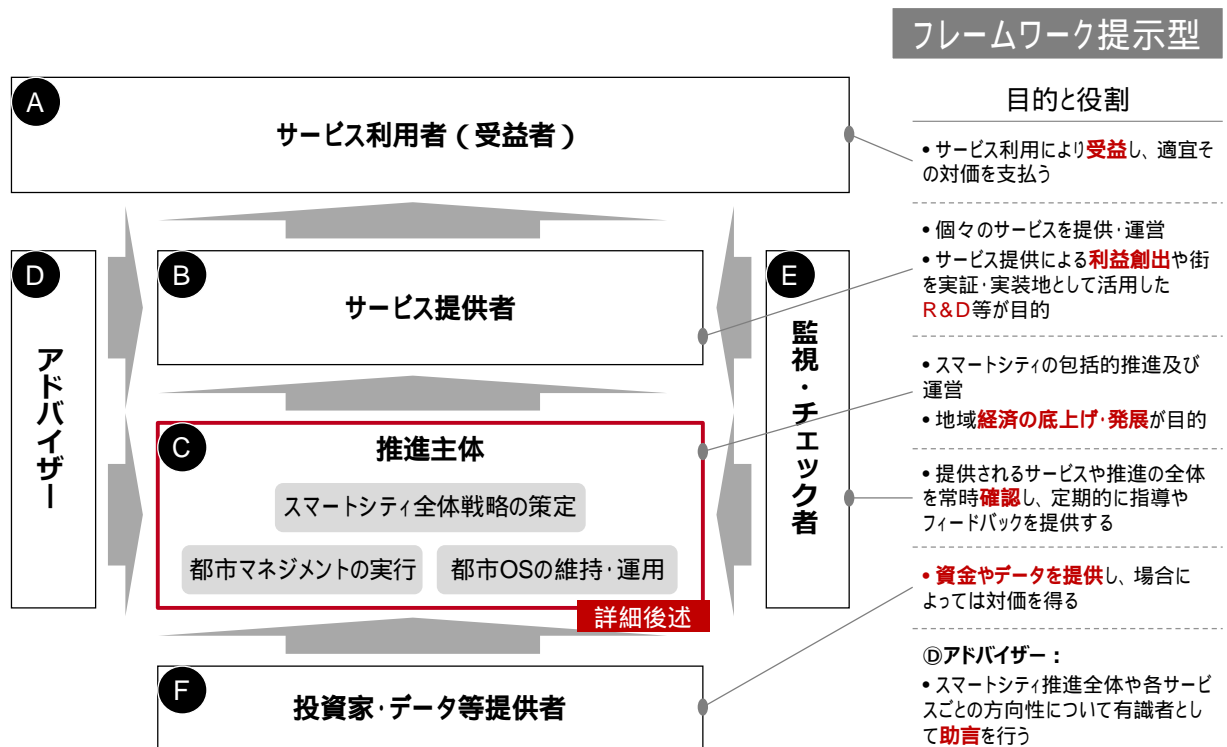 フレームワーク提示型
目的と役割
A
サービス利用者（受益者）
• サービス利用により受益し、適宜そ
の対価を支払う
D
アドバイザー
B
サービス提供者
E
監視・チェック者
• 個々のサービスを提供･運営
• サービス提供による利益創出や街
を実証･実装地として活用した
R&D等が目的
C
推進主体
スマートシティ全体戦略の策定
都市マネジメントの実行
都市OSの維持･運用
詳細後述
• スマートシティの包括的推進及び
運営
• 地域経済の底上げ･発展が目的
• 提供されるサービスや推進の全体
を常時確認し、定期的に指導や
フィードバックを提供する
F
投資家･データ等提供者
• 資金やデータを提供し、場合に
よっては対価を得る
Ⓓアドバイザー：
• スマートシティ推進全体や各サービ
スごとの方向性について有識者とし
て助言を行う